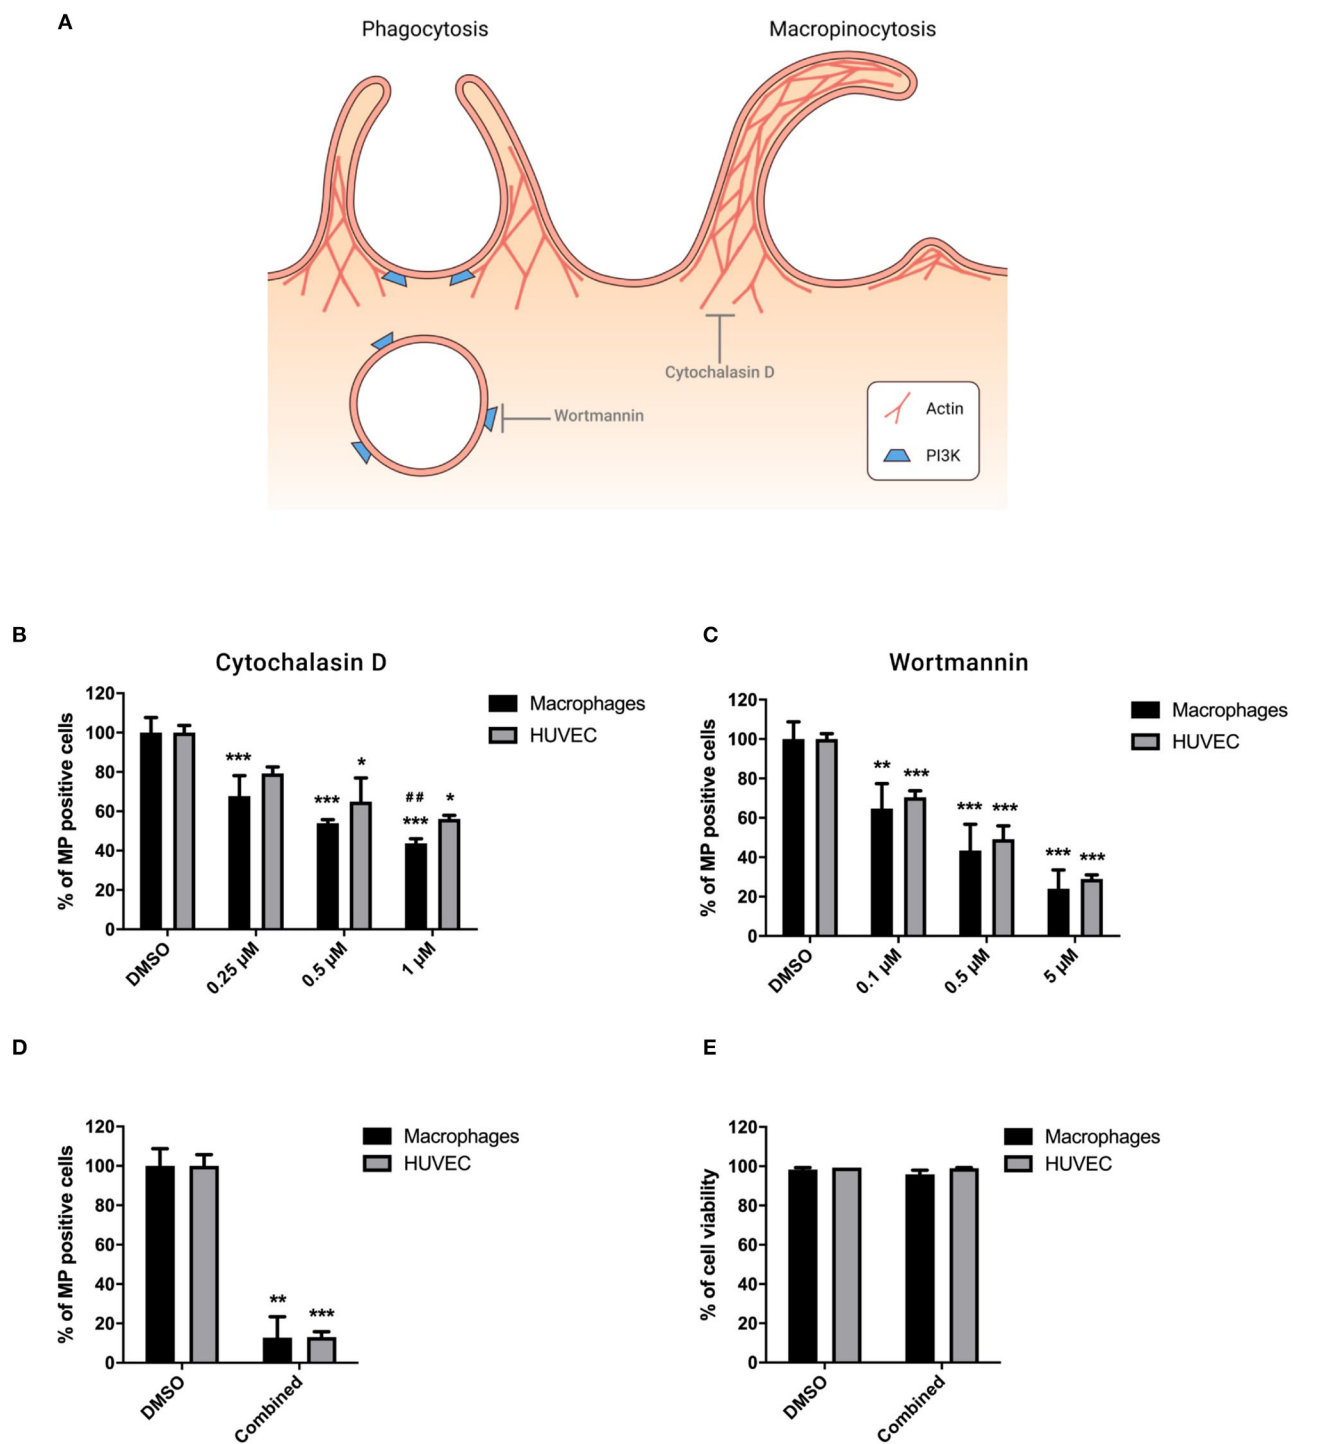 A
Phagocytosis
Macropinocytosis
Cytochalasin D
Wortmannin
Actin
PI3K
B
Cytochalasin D
% of MP positive cells
120
100
80
60
40
20
0
***
***
*
##
***
*
DMSO
0.25 µM
0.5 µM
1 µM
Macrophages
HUVEC
C
Wortmannin
% of MP positive cells
120
100
80
60
40
20
0
**
***
***
***
***
***
DMSO
0.1 µM
0.5 µM
5 µM
Macrophages
HUVEC
D
% of MP positive cells
120
100
80
60
40
20
0
**
***
DMSO
Combined
Macrophages
HUVEC
E
% of cell viability
120
100
80
60
40
20
0
DMSO
Combined
Macrophages
HUVEC